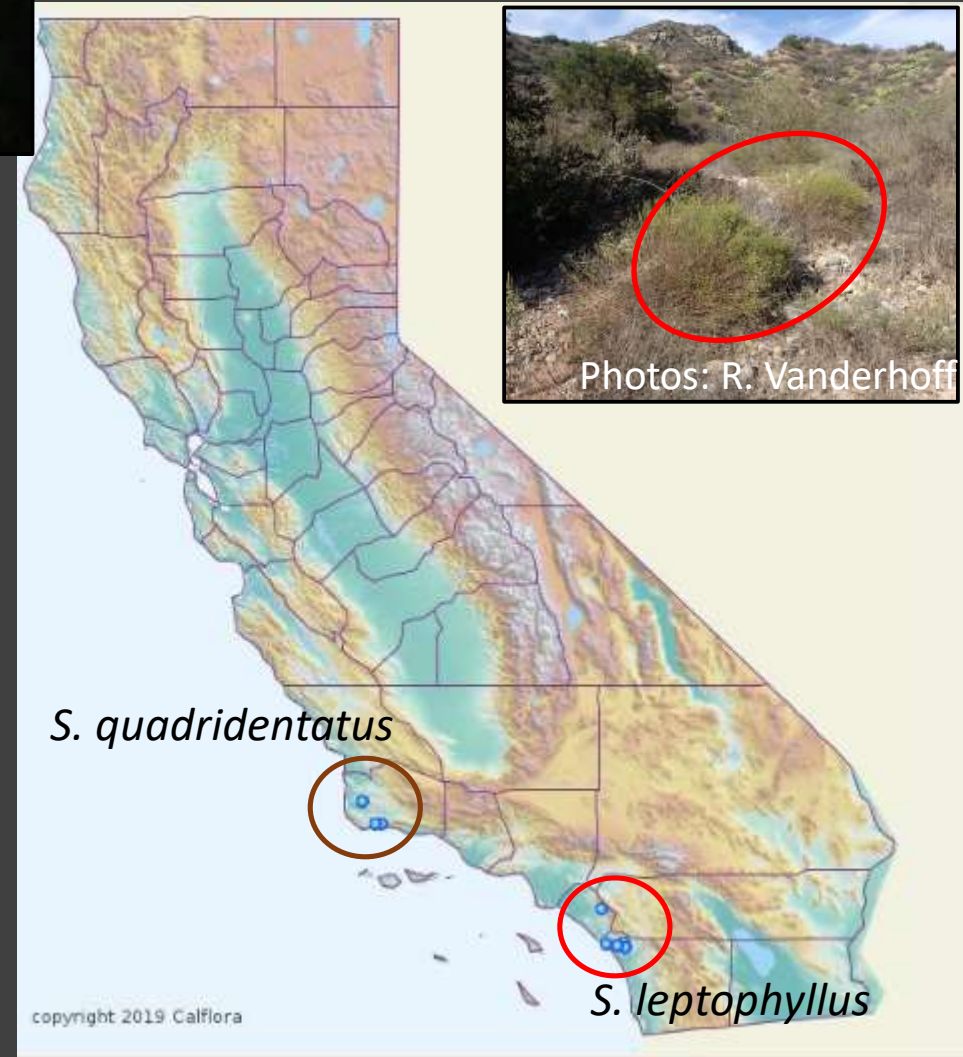 Photos: R. Vanderhoff
S. quadridentatus
S. leptophyllus
copyright 2019 Calflora